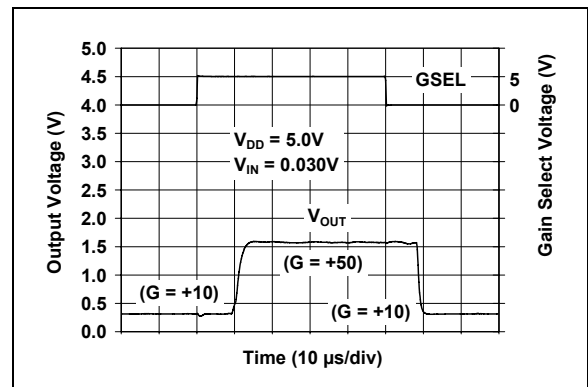 5.0
4.5
4.0
3.5
3.0
2.5
2.0
1.5
1.0
0.5
0.0
Output Voltage (V)
GSEL
5
0
Gain Select Voltage (V)
V_DD = 5.0V
V_IN = 0.030V
V_OUT
(G = +50)
(G = +10)
(G = +10)
Time (10 µs/div)